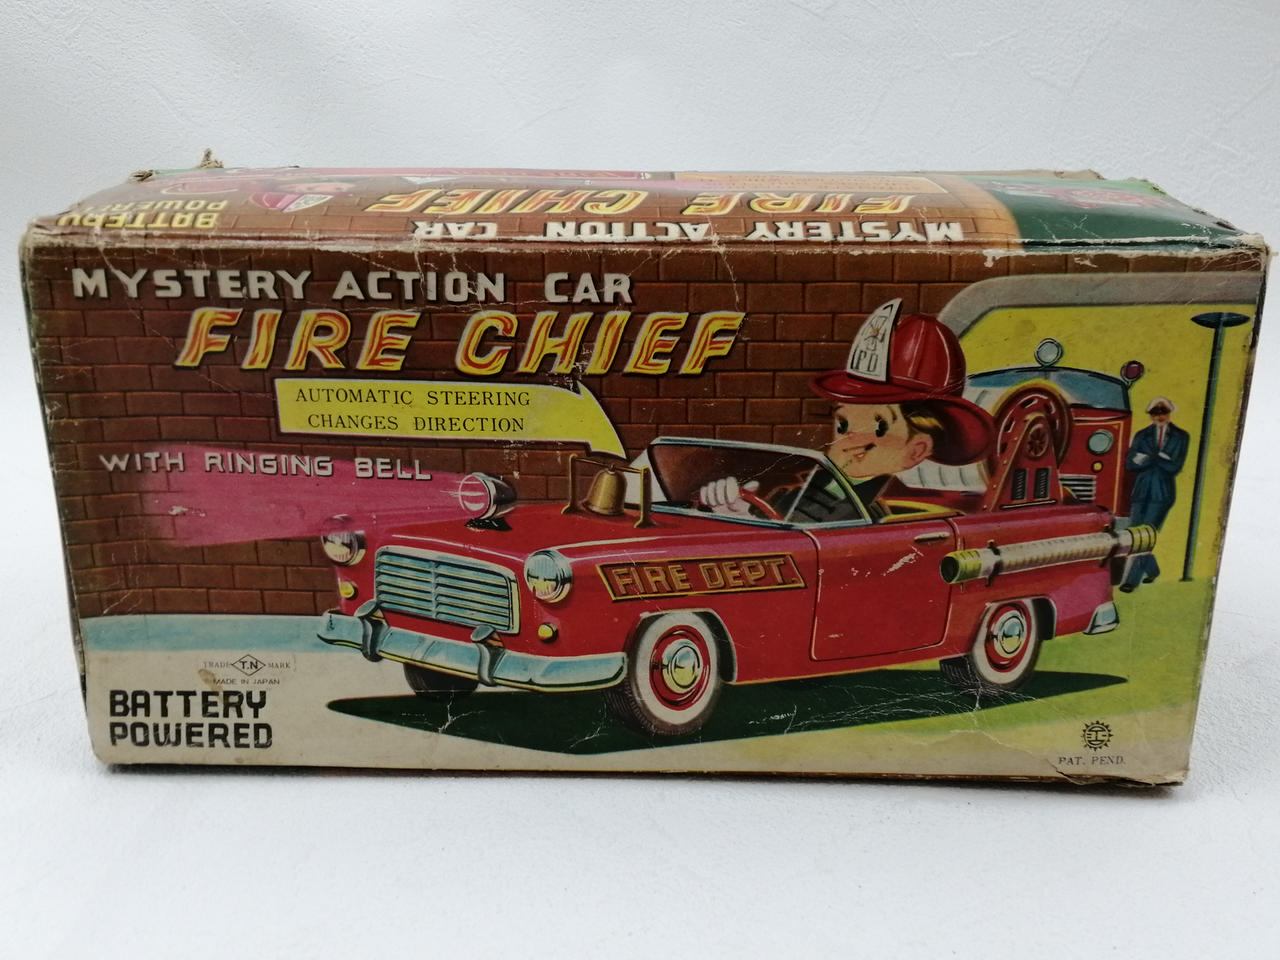 MYSTERY ACTION CAR
FIRE CHIEF
BATTERY
POWERED
MYSTERY ACTION CAR
FIRE CHIEF
AUTOMATIC STEERING
CHANGES DIRECTION
WITH RINGING BELL
FD
FIRE DEPT.
TRADE T.N MARK
MADE IN JAPAN
BATTERY
POWERED
PAT. PEND.